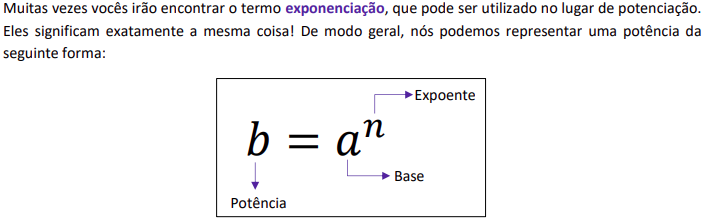 Muitas vezes vocês irão encontrar o termo exponenciação, que pode ser utilizado no lugar de potenciação.
Eles significam exatamente a mesma coisa! De modo geral, nós podemos representar uma potência da
seguinte forma:
Expoente
b = aⁿ
Base
Potência